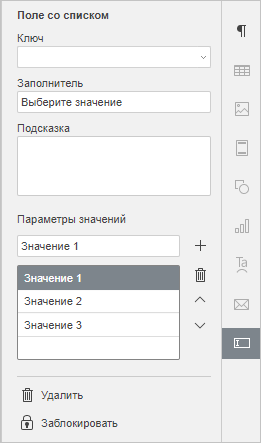 Поле со списком
Ключ
Заполнитель
Выберите значение
Подсказка
Параметры значений
Значение 1
Значение 1
Значение 2
Значение 3
Удалить
Заблокировать
Ta